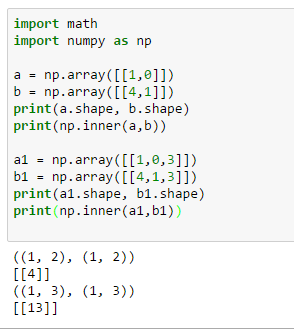 import math
import numpy as np
a = np.array([[1,0]])
b = np.array([[4,1]])
print(a.shape, b.shape)
print(np.inner(a,b))
a1 = np.array([[1,0,3]])
b1 = np.array([[4,1,3]])
print(a1.shape, b1.shape)
print(np.inner(a1,b1))
((1, 2), (1, 2))
[[4]]
((1, 3), (1, 3))
[[13]]